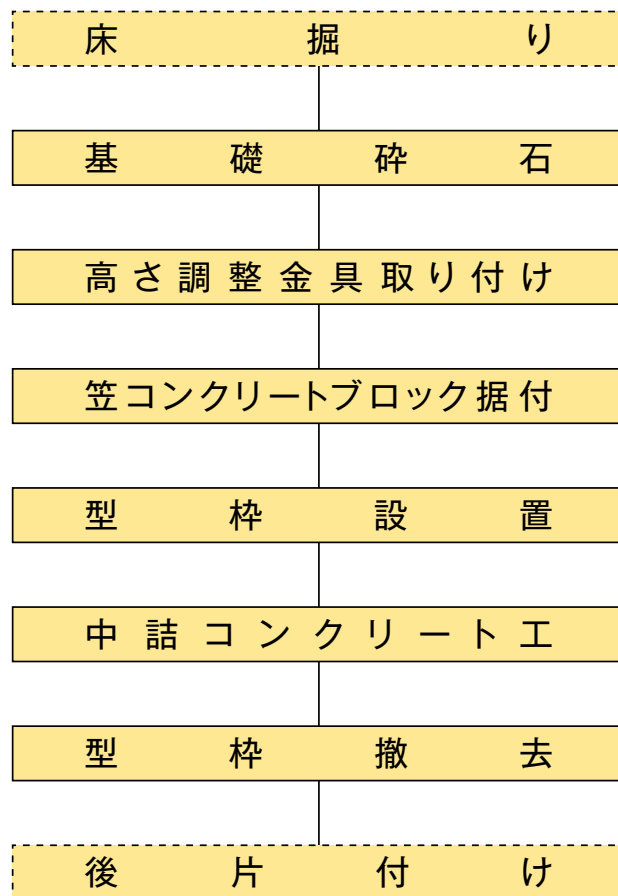 床掘り
基礎砕石
高さ調整金具取り付け
笠コンクリートブロック据付
型枠設置
中詰コンクリート工
型枠撤去
後片付け